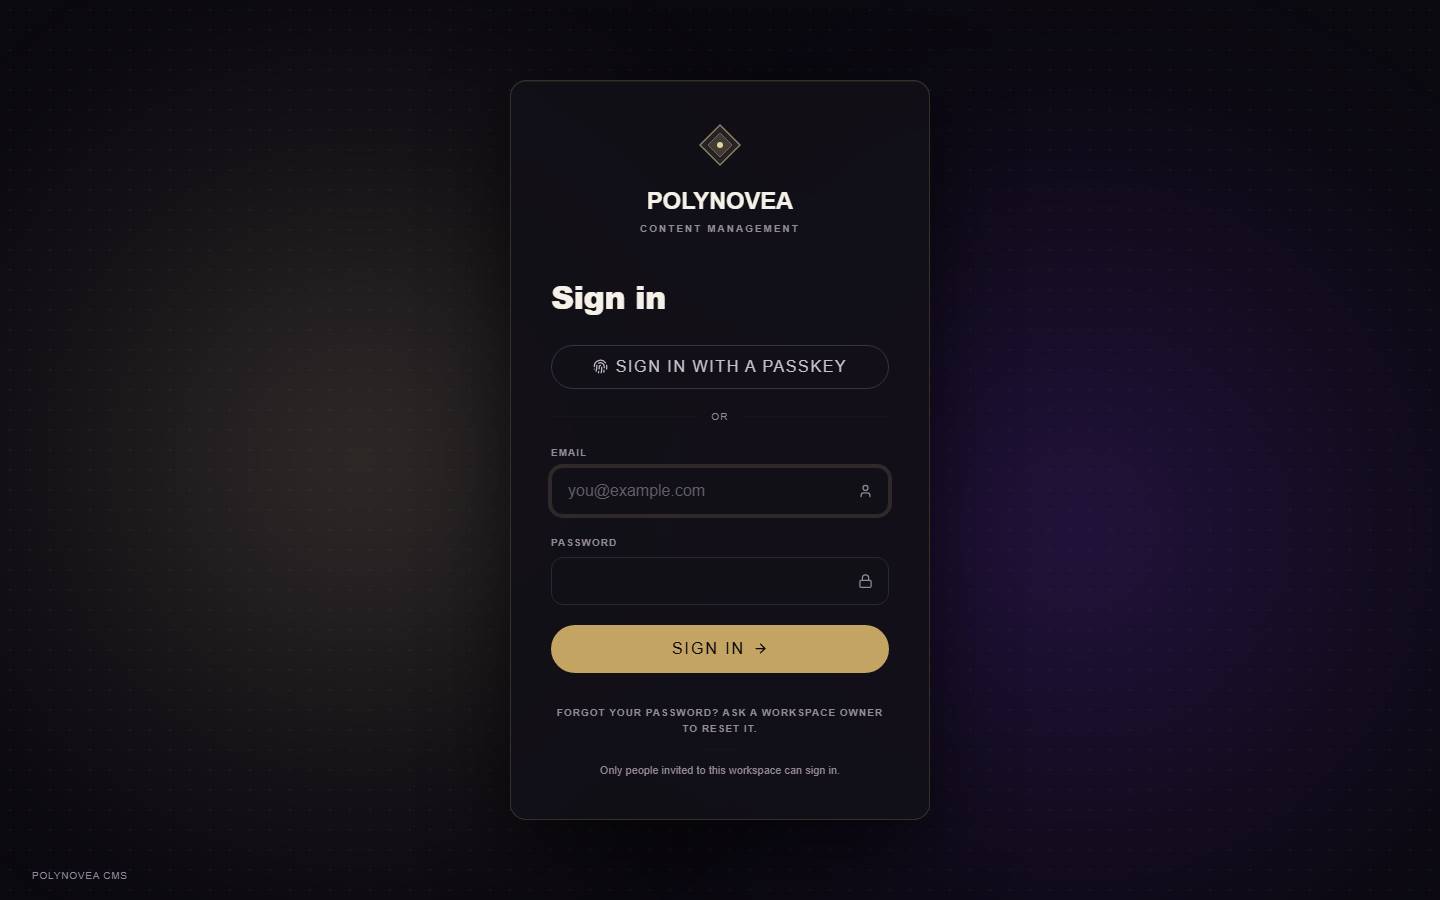 POLYNOVEA
CONTENT MANAGEMENT
Sign in
SIGN IN WITH A PASSKEY
OR
EMAIL
you@example.com
PASSWORD
SIGN IN →
FORGOT YOUR PASSWORD? ASK A WORKSPACE OWNER
TO RESET IT.
Only people invited to this workspace can sign in.
POLYNOVEA CMS